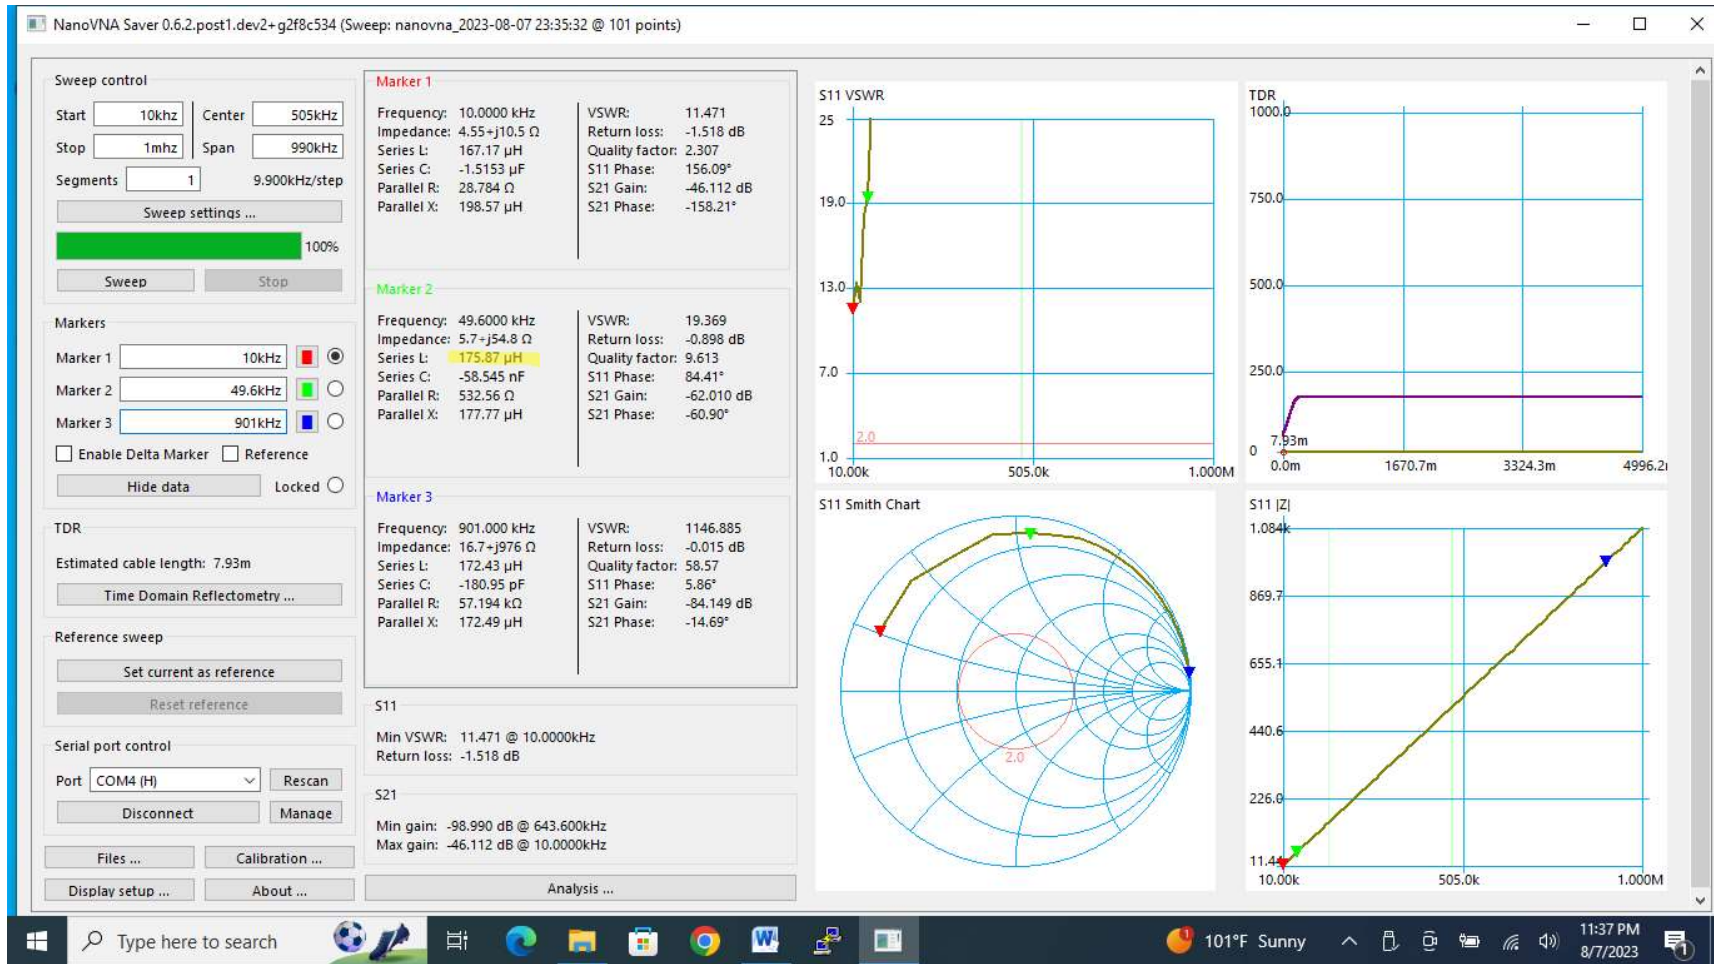 NanoVNA Saver 0.6.2.post1.dev2+g2f8c534 (Sweep: nanovna_2023-08-07 23:35:32 @ 101 points)
Sweep control
Start 10khz Center 505kHz
Stop 1mhz Span 990kHz
Segments 1 9.900kHz/step
Sweep settings ...
100%
Sweep Stop
Markers
Marker 1 10kHz
Marker 2 49.6kHz
Marker 3 901kHz
Enable Delta Marker Reference
Hide data Locked
TDR
Estimated cable length: 7.93m
Time Domain Reflectometry ...
Reference sweep
Set current as reference
Reset reference
Serial port control
Port COM4 (H) Rescan
Disconnect Manage
Files ... Calibration ...
Display setup ... About ...
Marker 1
Frequency: 10.0000 kHz VSWR: 11.471
Impedance: 4.55+j10.5 Ω Return loss: -1.518 dB
Series L: 167.17 μH Quality factor: 2.307
Series C: -1.5153 μF S11 Phase: 156.09°
Parallel R: 28.784 Ω S21 Gain: -46.112 dB
Parallel X: 198.57 μH S21 Phase: -158.21°
Marker 2
Frequency: 49.6000 kHz VSWR: 19.369
Impedance: 5.7+j54.8 Ω Return loss: -0.898 dB
Series L: 175.87 μH Quality factor: 9.613
Series C: -58.545 nF S11 Phase: 84.41°
Parallel R: 532.56 Ω S21 Gain: -62.010 dB
Parallel X: 177.77 μH S21 Phase: -60.90°
Marker 3
Frequency: 901.000 kHz VSWR: 1146.885
Impedance: 16.7+j976 Ω Return loss: -0.015 dB
Series L: 172.43 μH Quality factor: 58.57
Series C: -180.95 pF S11 Phase: 5.86°
Parallel R: 57.194 kΩ S21 Gain: -84.149 dB
Parallel X: 172.49 μH S21 Phase: -14.69°
S11
Min VSWR: 11.471 @ 10.0000kHz
Return loss: -1.518 dB
S21
Min gain: -98.990 dB @ 643.600kHz
Max gain: -46.112 dB @ 10.0000kHz
Analysis ...
S11 VSWR
25
19.0
13.0
7.0
2.0
1.0
10.00k 505.0k 1.000M
TDR
1000.0
750.0
500.0
250.0
7.93m
0
0.0m 1670.7m 3324.3m 4996.2
S11 Smith Chart
2.0
S11 |Z|
1.084k
869.7
655.1
440.6
226.0
11.4
10.00k 505.0k 1.000M
Type here to search
W
1 101°F Sunny
11:37 PM
8/7/2023
1